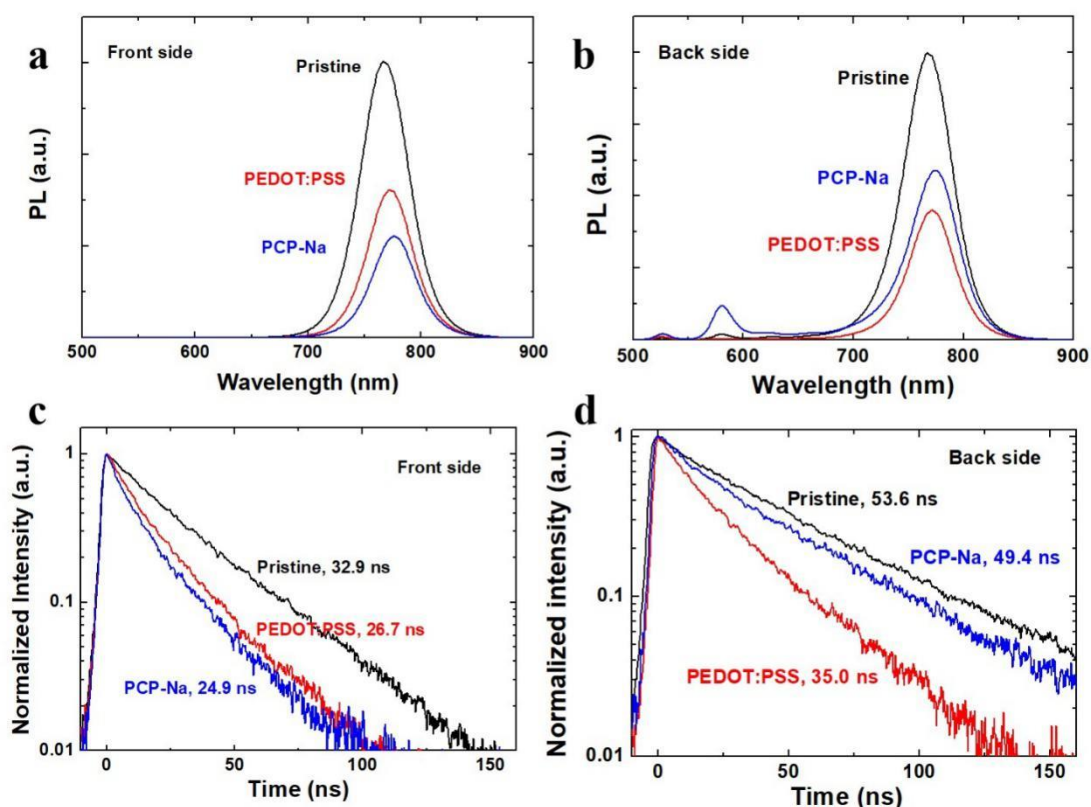 a
Front side
Pristine
PEDOT:PSS
PCP-Na
PL (a.u.)
500 600 700 800 900
Wavelength (nm)
b
Back side
Pristine
PCP-Na
PEDOT:PSS
PL (a.u.)
500 600 700 800 900
Wavelength (nm)
c
Normalized Intensity (a.u.)
1
0.1
0.01
Front side
Pristine, 32.9 ns
PEDOT:PSS, 26.7 ns
PCP-Na, 24.9 ns
0 50 100 150
Time (ns)
d
Normalized intensity (a.u.)
1
0.1
0.01
Back side
Pristine, 53.6 ns
PCP-Na, 49.4 ns
PEDOT:PSS, 35.0 ns
0 50 100 150
Time (ns)